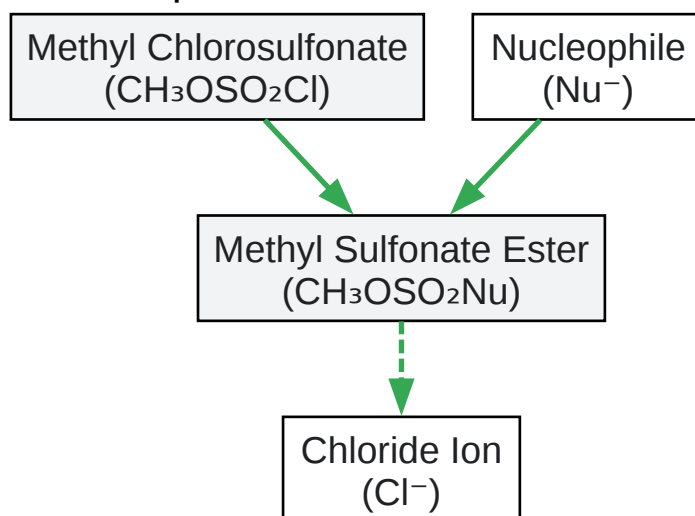 Methyl Chlorosulfonate
(CH₃OSO₂Cl)
Nucleophile
(Nu⁻)
Methyl Sulfonate Ester
(CH₃OSO₂Nu)
Chloride Ion
(Cl⁻)